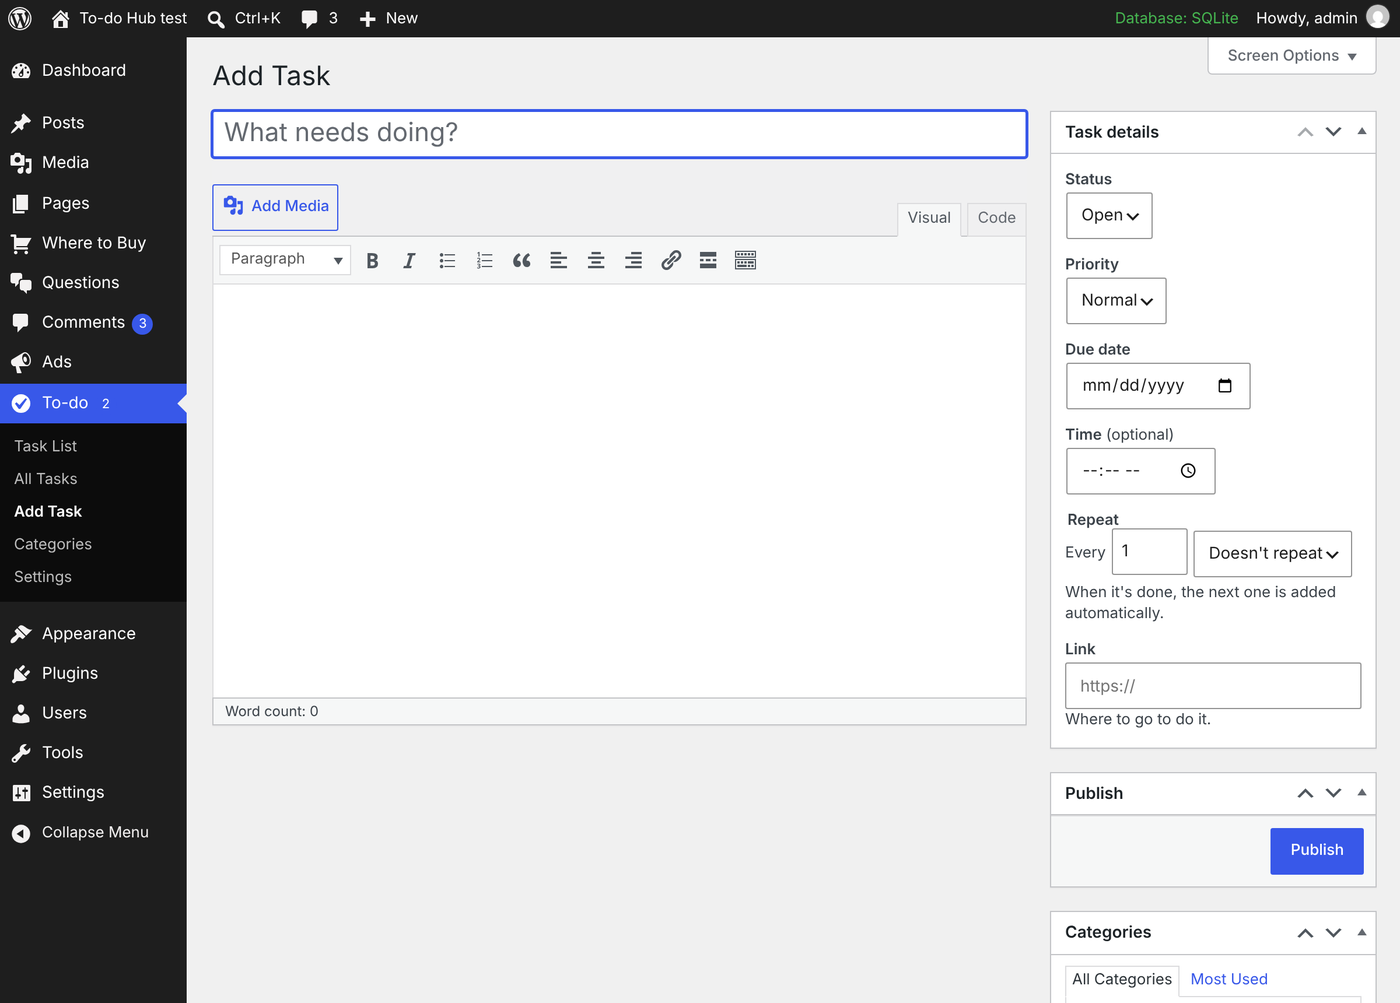 To-do Hub test
Ctrl+K
3
New
Database: SQLite
Howdy, admin
Dashboard
Posts
Media
Pages
Where to Buy
Questions
Comments 3
Ads
To-do 2
Task List
All Tasks
Add Task
Categories
Settings
Appearance
Plugins
Users
Tools
Settings
Collapse Menu
Screen Options
Add Task
What needs doing?
Add Media
Visual
Code
Paragraph
Word count: 0
Task details
Status
Open
Priority
Normal
Due date
mm/dd/yyyy
Time (optional)
--:-- --
Repeat
Every 1 Doesn't repeat
When it's done, the next one is added
automatically.
Link
https://
Where to go to do it.
Publish
Publish
Categories
All Categories
Most Used